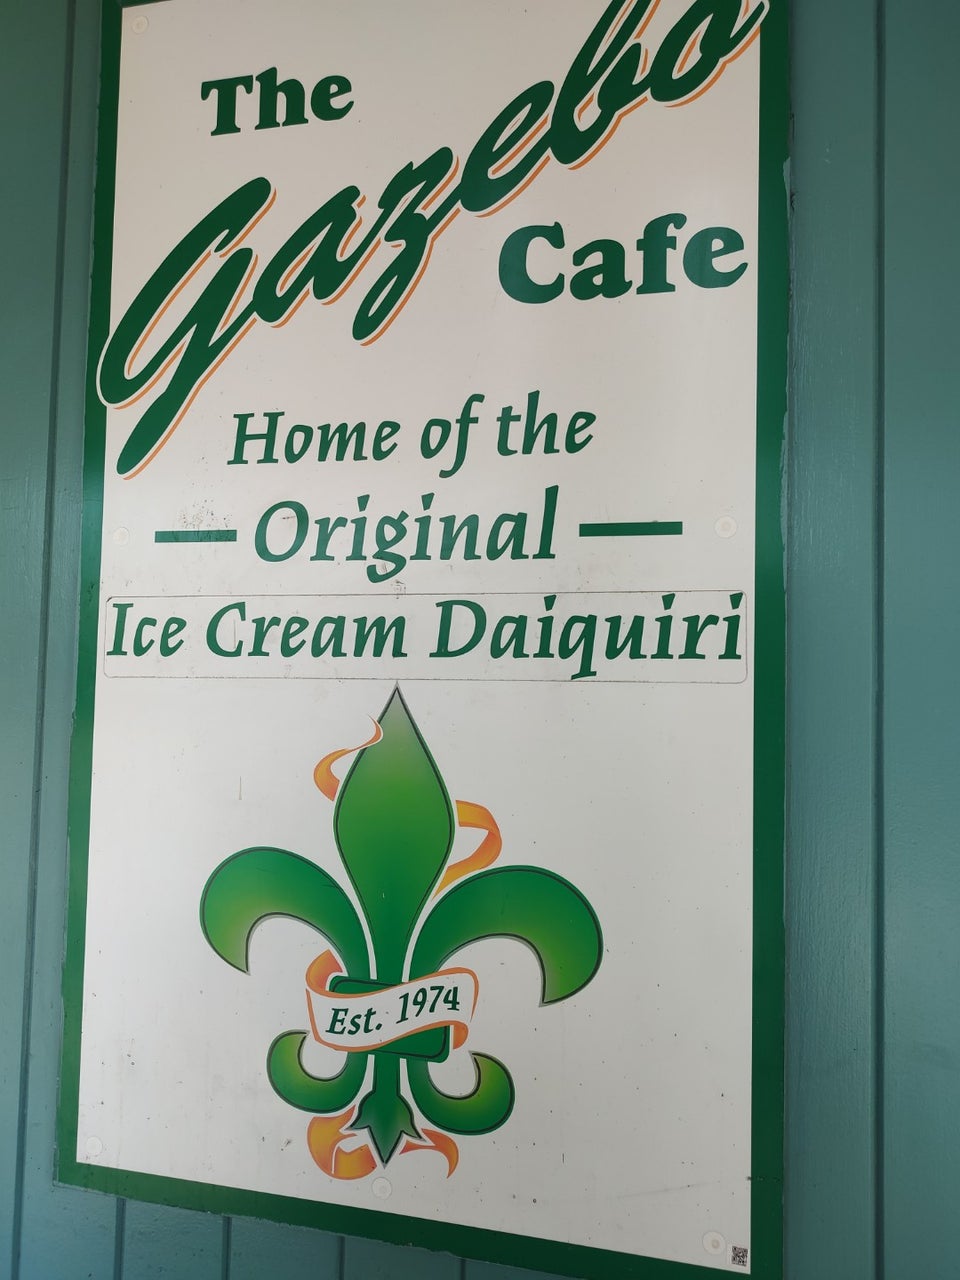 The
Gazebo
Cafe
Home of the
Original
Ice Cream Daiquiri
Est. 1974